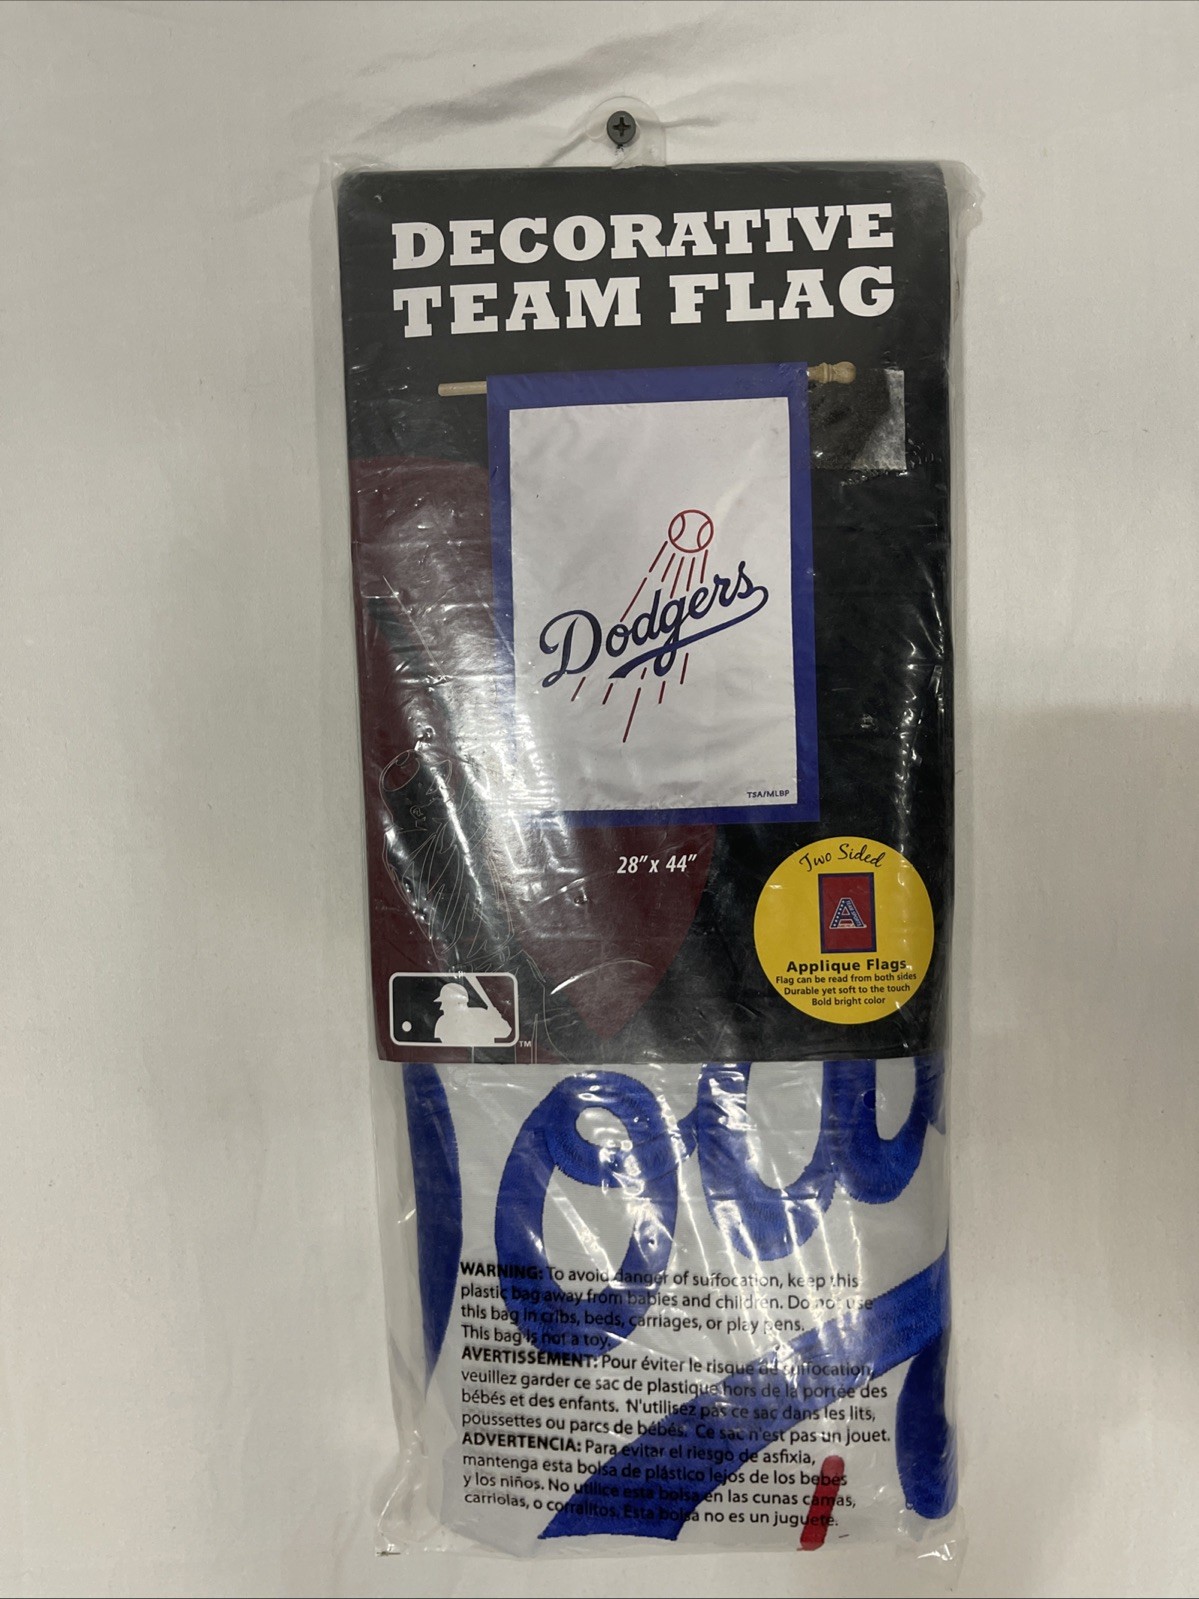 DECORATIVE
TEAM FLAG
Dodgers
TSA/MLBP
28" x 44"
Two Sided
A
Applique Flags
Flag can be read from both sides
Durable yet soft to the touch
Bold bright color
TM
WARNING: To avoid danger of suffocation, keep this
plastic bag away from babies and children. Do not use
this bag in cribs, beds, carriages, or play pens.
This bag is not a toy.
AVERTISSEMENT: Pour éviter le risque de suffocation,
veuillez garder ce sac de plastique hors de la portée des
bébés et des enfants. N'utilisez pas ce sac dans les lits,
poussettes ou parcs de bébés. Ce sac n'est pas un jouet.
ADVERTENCIA: Para evitar el riesgo de asfixia,
mantenga esta bolsa de plástico lejos de los bebes
y los niños. No utilice esta bolsa en las cunas camas,
carriolas, o corralitos. Esta bolsa no es un juguete.